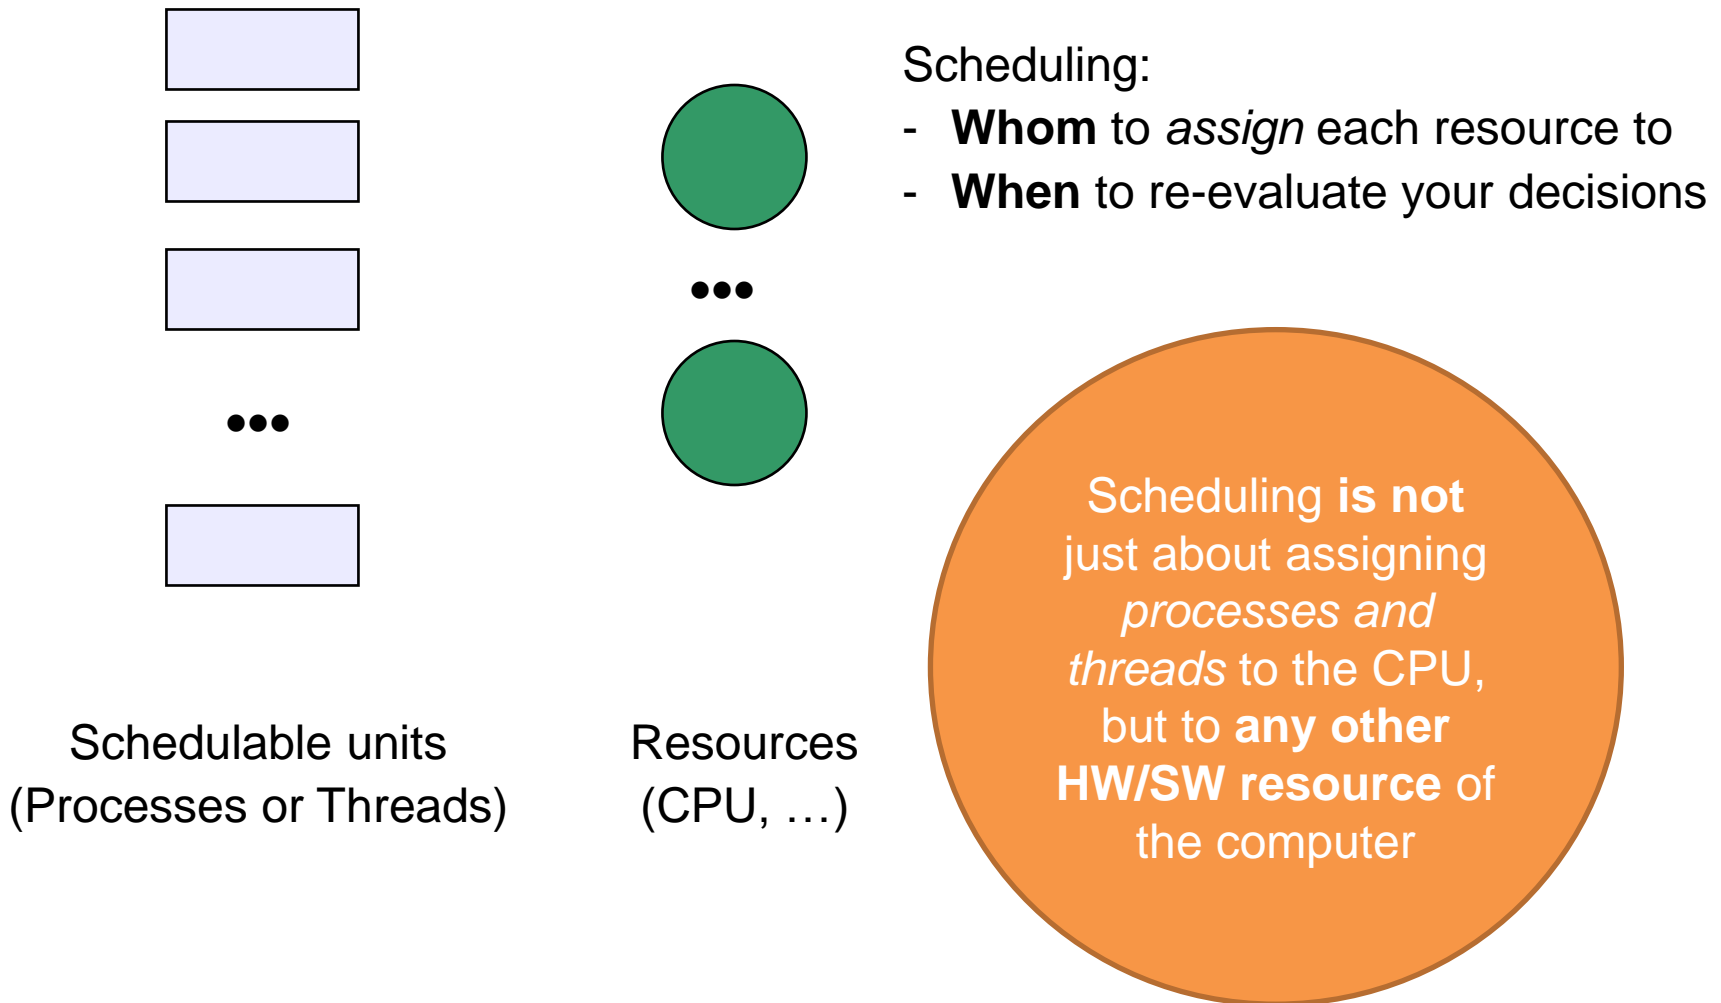 Scheduling:
- Whom to assign each resource to
- When to re-evaluate your decisions
•••
•••
Scheduling is not
just about assigning
processes and
threads to the CPU,
but to any other
HW/SW resource of
the computer
Schedulable units
(Processes or Threads)
Resources
(CPU, …)